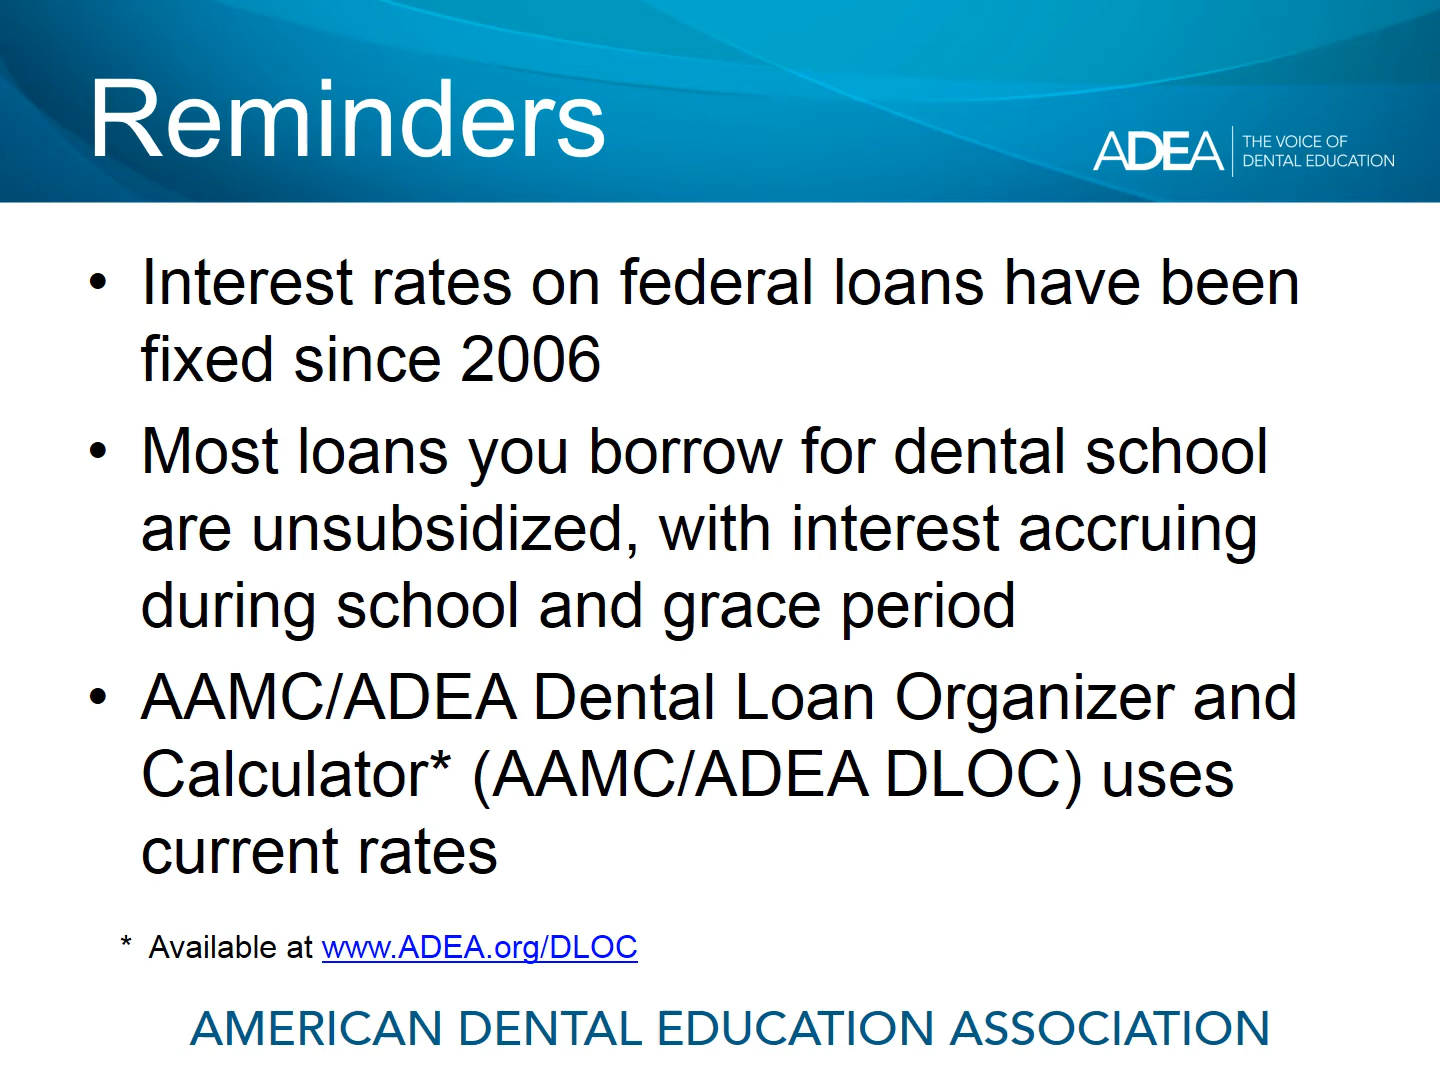 Reminders
ADEA THE VOICE OF
DENTAL EDUCATION
• Interest rates on federal loans have been
fixed since 2006
• Most loans you borrow for dental school
are unsubsidized, with interest accruing
during school and grace period
• AAMC/ADEA Dental Loan Organizer and
Calculator* (AAMC/ADEA DLOC) uses
current rates
* Available at www.ADEA.org/DLOC
AMERICAN DENTAL EDUCATION ASSOCIATION